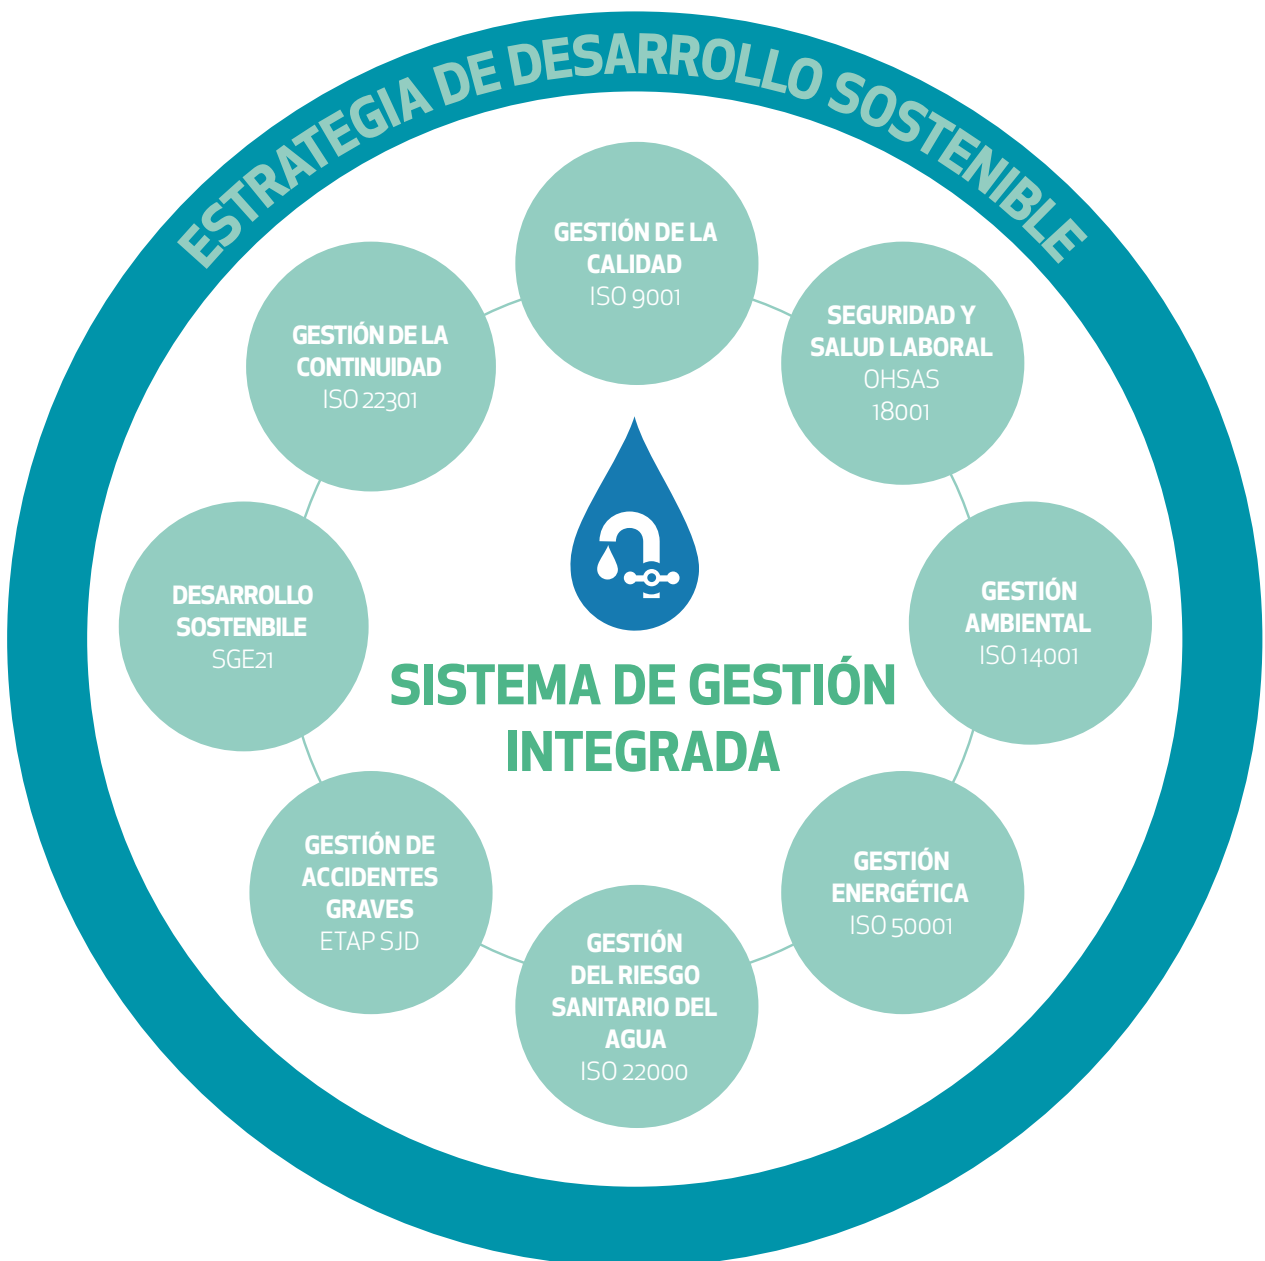 ESTRATEGIA DE DESARROLLO SOSTENIBLE
GESTIÓN DE LA
CALIDAD
ISO 9001
SEGURIDAD Y
SALUD LABORAL
OHSAS
18001
GESTIÓN
AMBIENTAL
ISO 14001
GESTIÓN
ENERGÉTICA
ISO 50001
GESTIÓN
DEL RIESGO
SANITARIO DEL
AGUA
ISO 22000
GESTIÓN DE
ACCIDENTES
GRAVES
ETAP SJD
DESARROLLO
SOSTENBILE
SGE21
GESTIÓN DE LA
CONTINUIDAD
ISO 22301
SISTEMA DE GESTIÓN
INTEGRADA